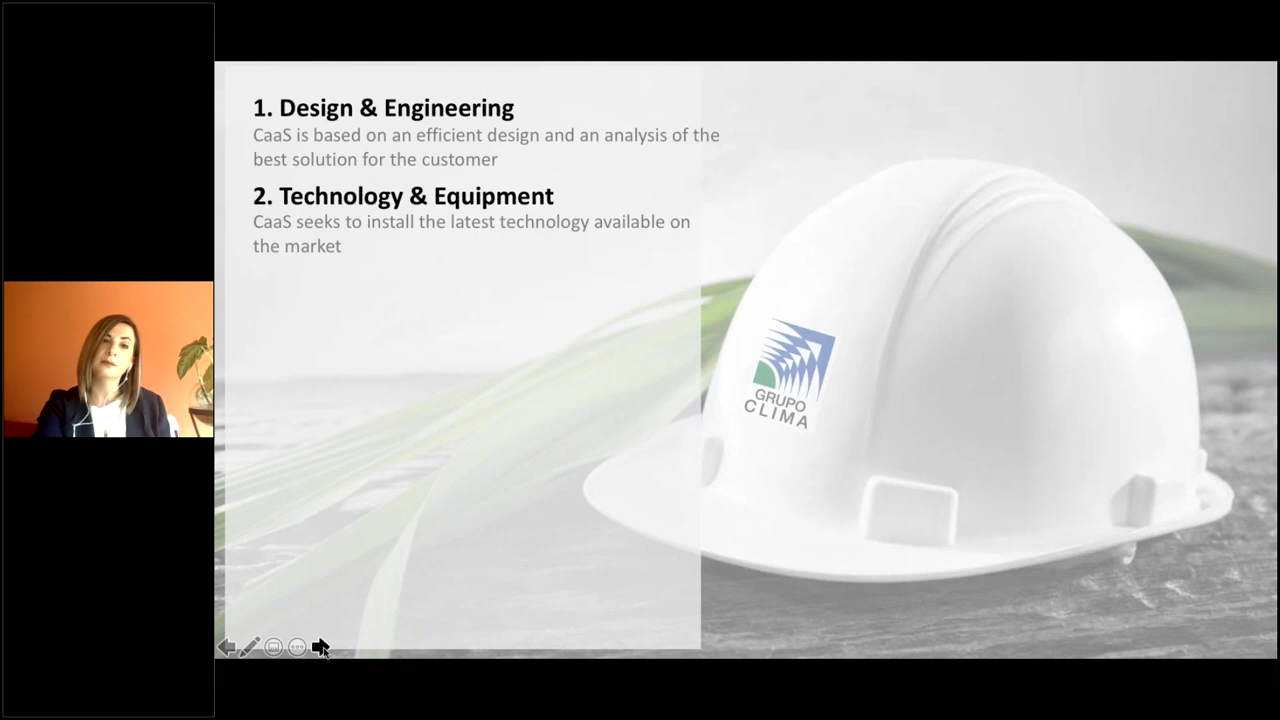 1. Design & Engineering
CaaS is based on an efficient design and an analysis of the
best solution for the customer
2. Technology & Equipment
CaaS seeks to install the latest technology available on
the market
GRUPO
CLIMA